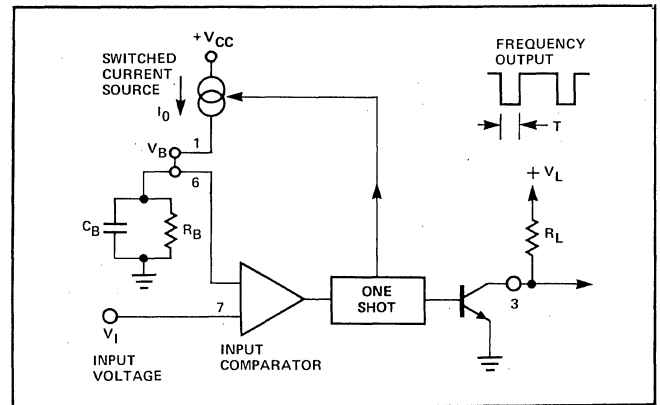 +VCC
SWITCHED
CURRENT
SOURCE
I0
1
VB
6
CB
RB
7
VI
INPUT
VOLTAGE
INPUT
COMPARATOR
ONE
SHOT
FREQUENCY
OUTPUT
T
+ VL
RL
3